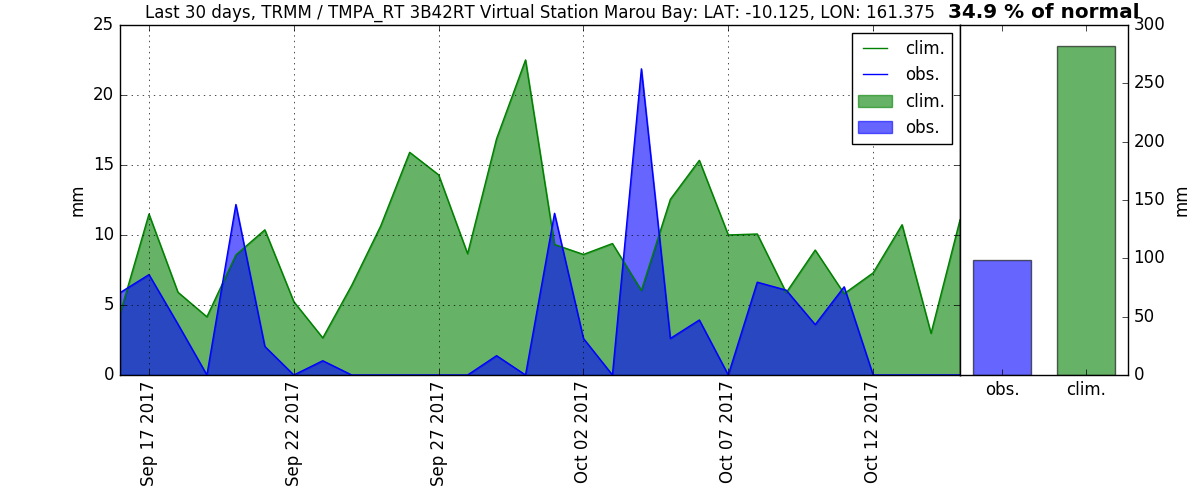 Last 30 days, TRMM / TMPA_RT 3B42RT Virtual Station Marou Bay: LAT: -10.125, LON: 161.375
34.9 % of normal
25
20
15
10
5
0
mm
clim.
obs.
clim.
obs.
300
250
200
150
100
50
0
mm
Sep 17 2017
Sep 22 2017
Sep 27 2017
Oct 02 2017
Oct 07 2017
Oct 12 2017
obs.
clim.